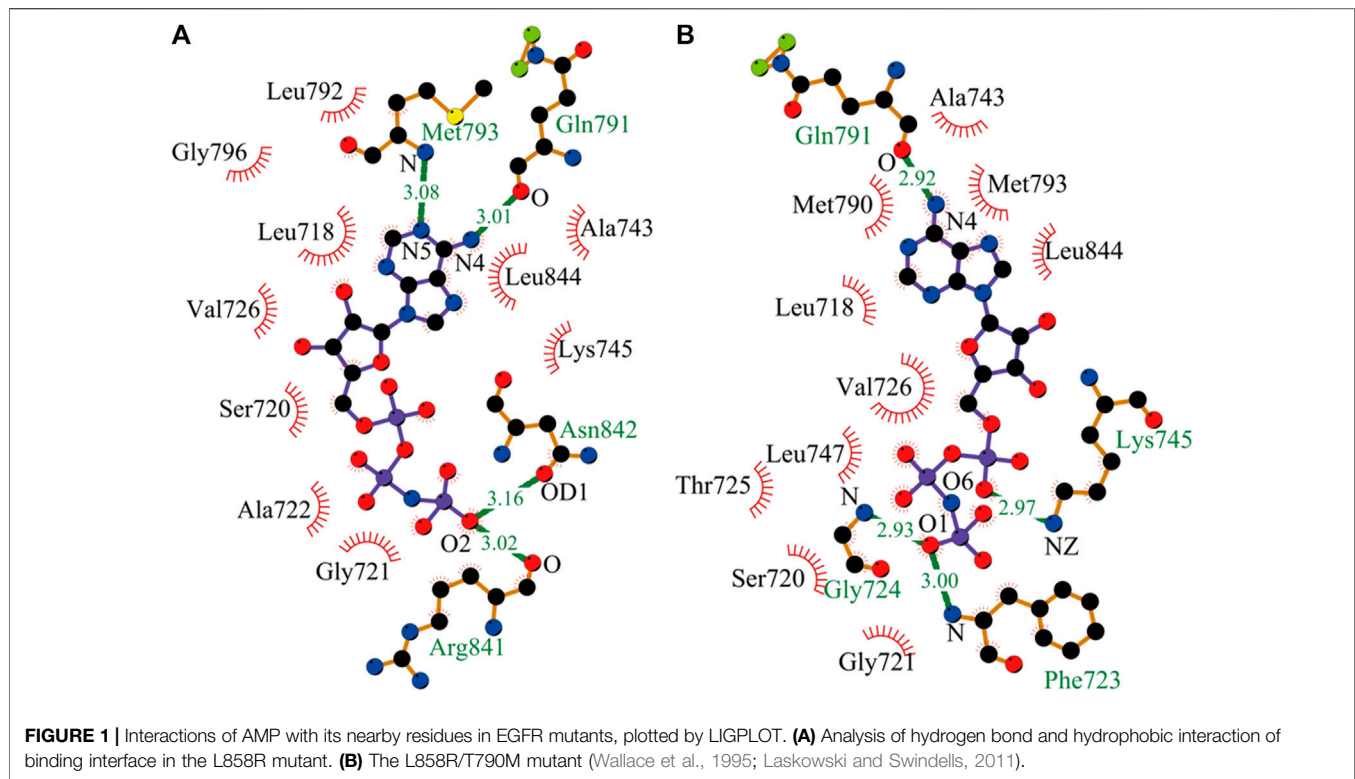 A
B
Leu792
Met793
Gln791
Gly796
N
3.08
3.01
O
Leu718
N5
N4
Ala743
Leu844
Val726
Lys745
Ser720
Asn842
OD1
3.16
Ala722
O2
3.02
Gly721
O
Arg841
Gln791
Ala743
O
2.92
Met793
Met790
N4
Leu844
Leu718
Val726
Lys745
Leu747
Thr725
O6
N
2.97
2.93
O1
NZ
Ser720
Gly724
3.00
N
Gly721
Phe723
FIGURE 1 | Interactions of AMP with its nearby residues in EGFR mutants, plotted by LIGPLOT. (A) Analysis of hydrogen bond and hydrophobic interaction of
binding interface in the L858R mutant. (B) The L858R/T790M mutant (Wallace et al., 1995; Laskowski and Swindells, 2011).